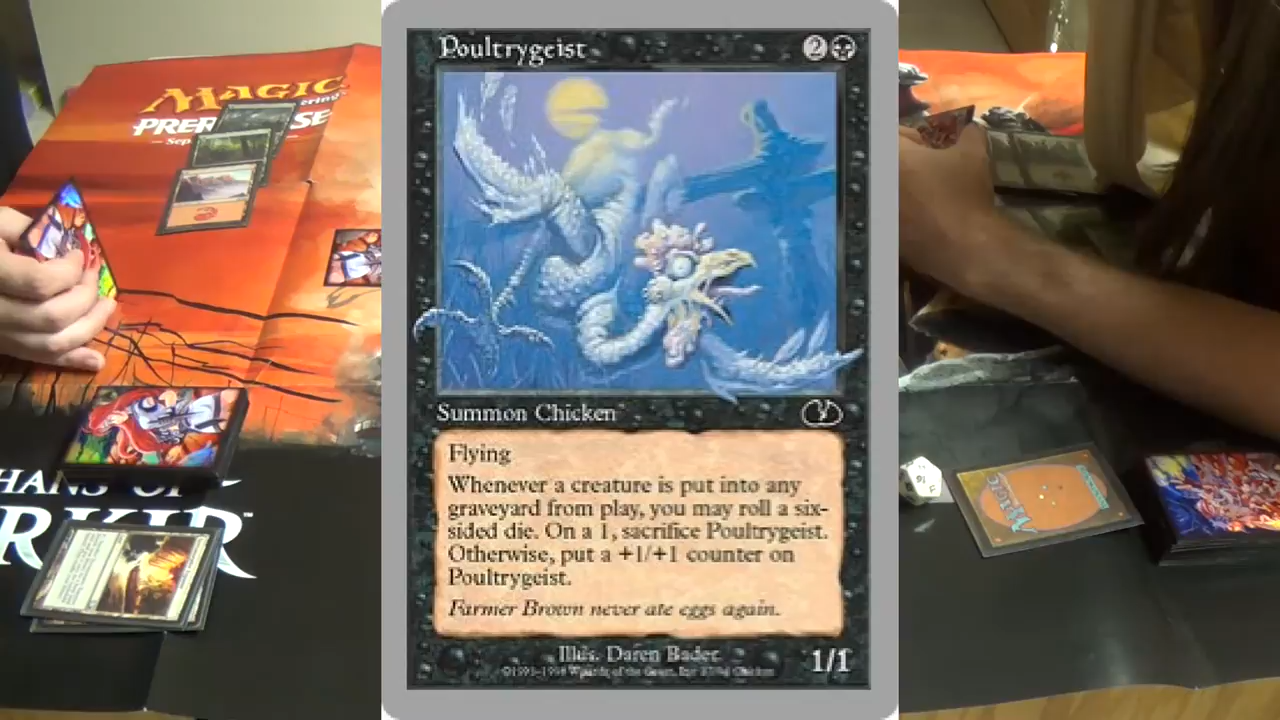 MAGIC
Poultrygeist
2
Summon Chicken
Flying
Whenever a creature is put into any
graveyard from play, you may roll a six-
sided die. On a 1, sacrifice Poultrygeist.
Otherwise, put a +1/+1 counter on
Poultrygeist.
Farmer Brown never ate eggs again.
Illus. Daren Bader
1/1
MAGIC